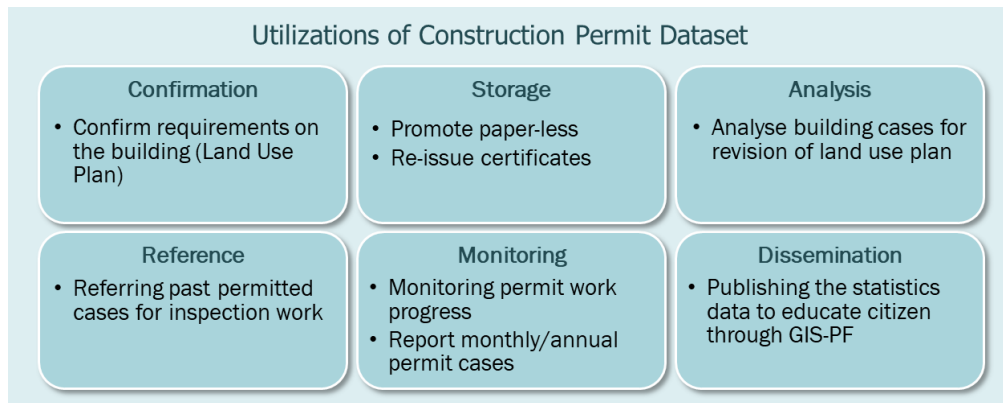 Utilizations of Construction Permit Dataset
Confirmation
• Confirm requirements on
the building (Land Use
Plan)
Storage
• Promote paper-less
• Re-issue certificates
Analysis
• Analyse building cases for
revision of land use plan
Reference
• Referring past permitted
cases for inspection work
Monitoring
• Monitoring permit work
progress
• Report monthly/annual
permit cases
Dissemination
• Publishing the statistics
data to educate citizen
through GIS-PF